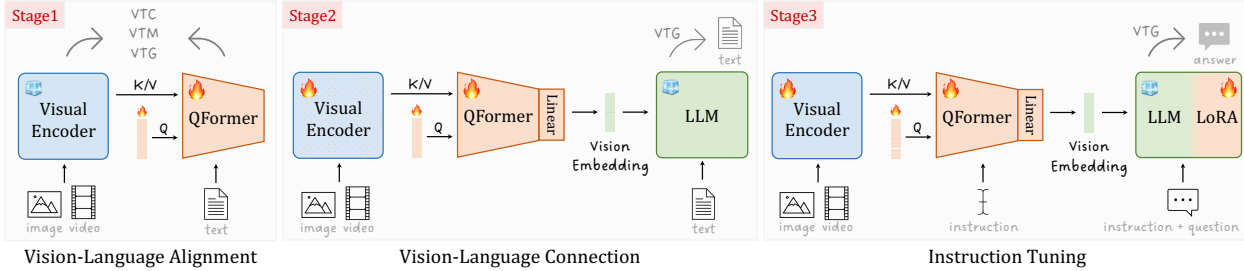 Stage1
VTC
VTM
VTG
Visual
Encoder
K/V
Q
QFormer
image video
text
Vision-Language Alignment
Stage2
Visual
Encoder
K/V
Q
QFormer
Linear
Vision
Embedding
VTG
text
LLM
image video
text
Vision-Language Connection
Stage3
Visual
Encoder
K/V
Q
QFormer
Linear
Vision
Embedding
VTG
answer
LLM LoRA
image video
instruction
instruction + question
Instruction Tuning